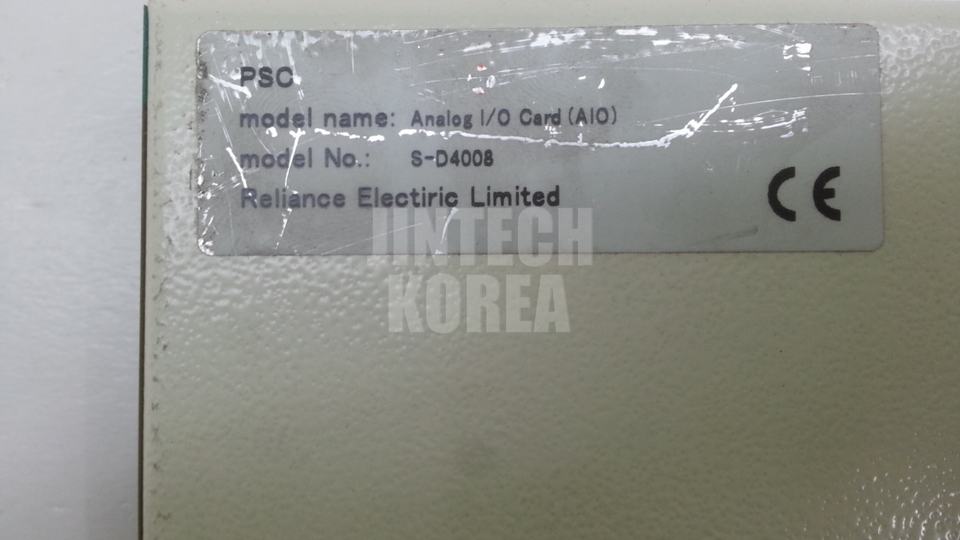 PSC
model name: Analog I/O Card (AIO)
model No.: S-D4008
Reliance Electiric Limited
CE
JINTECH
KOREA